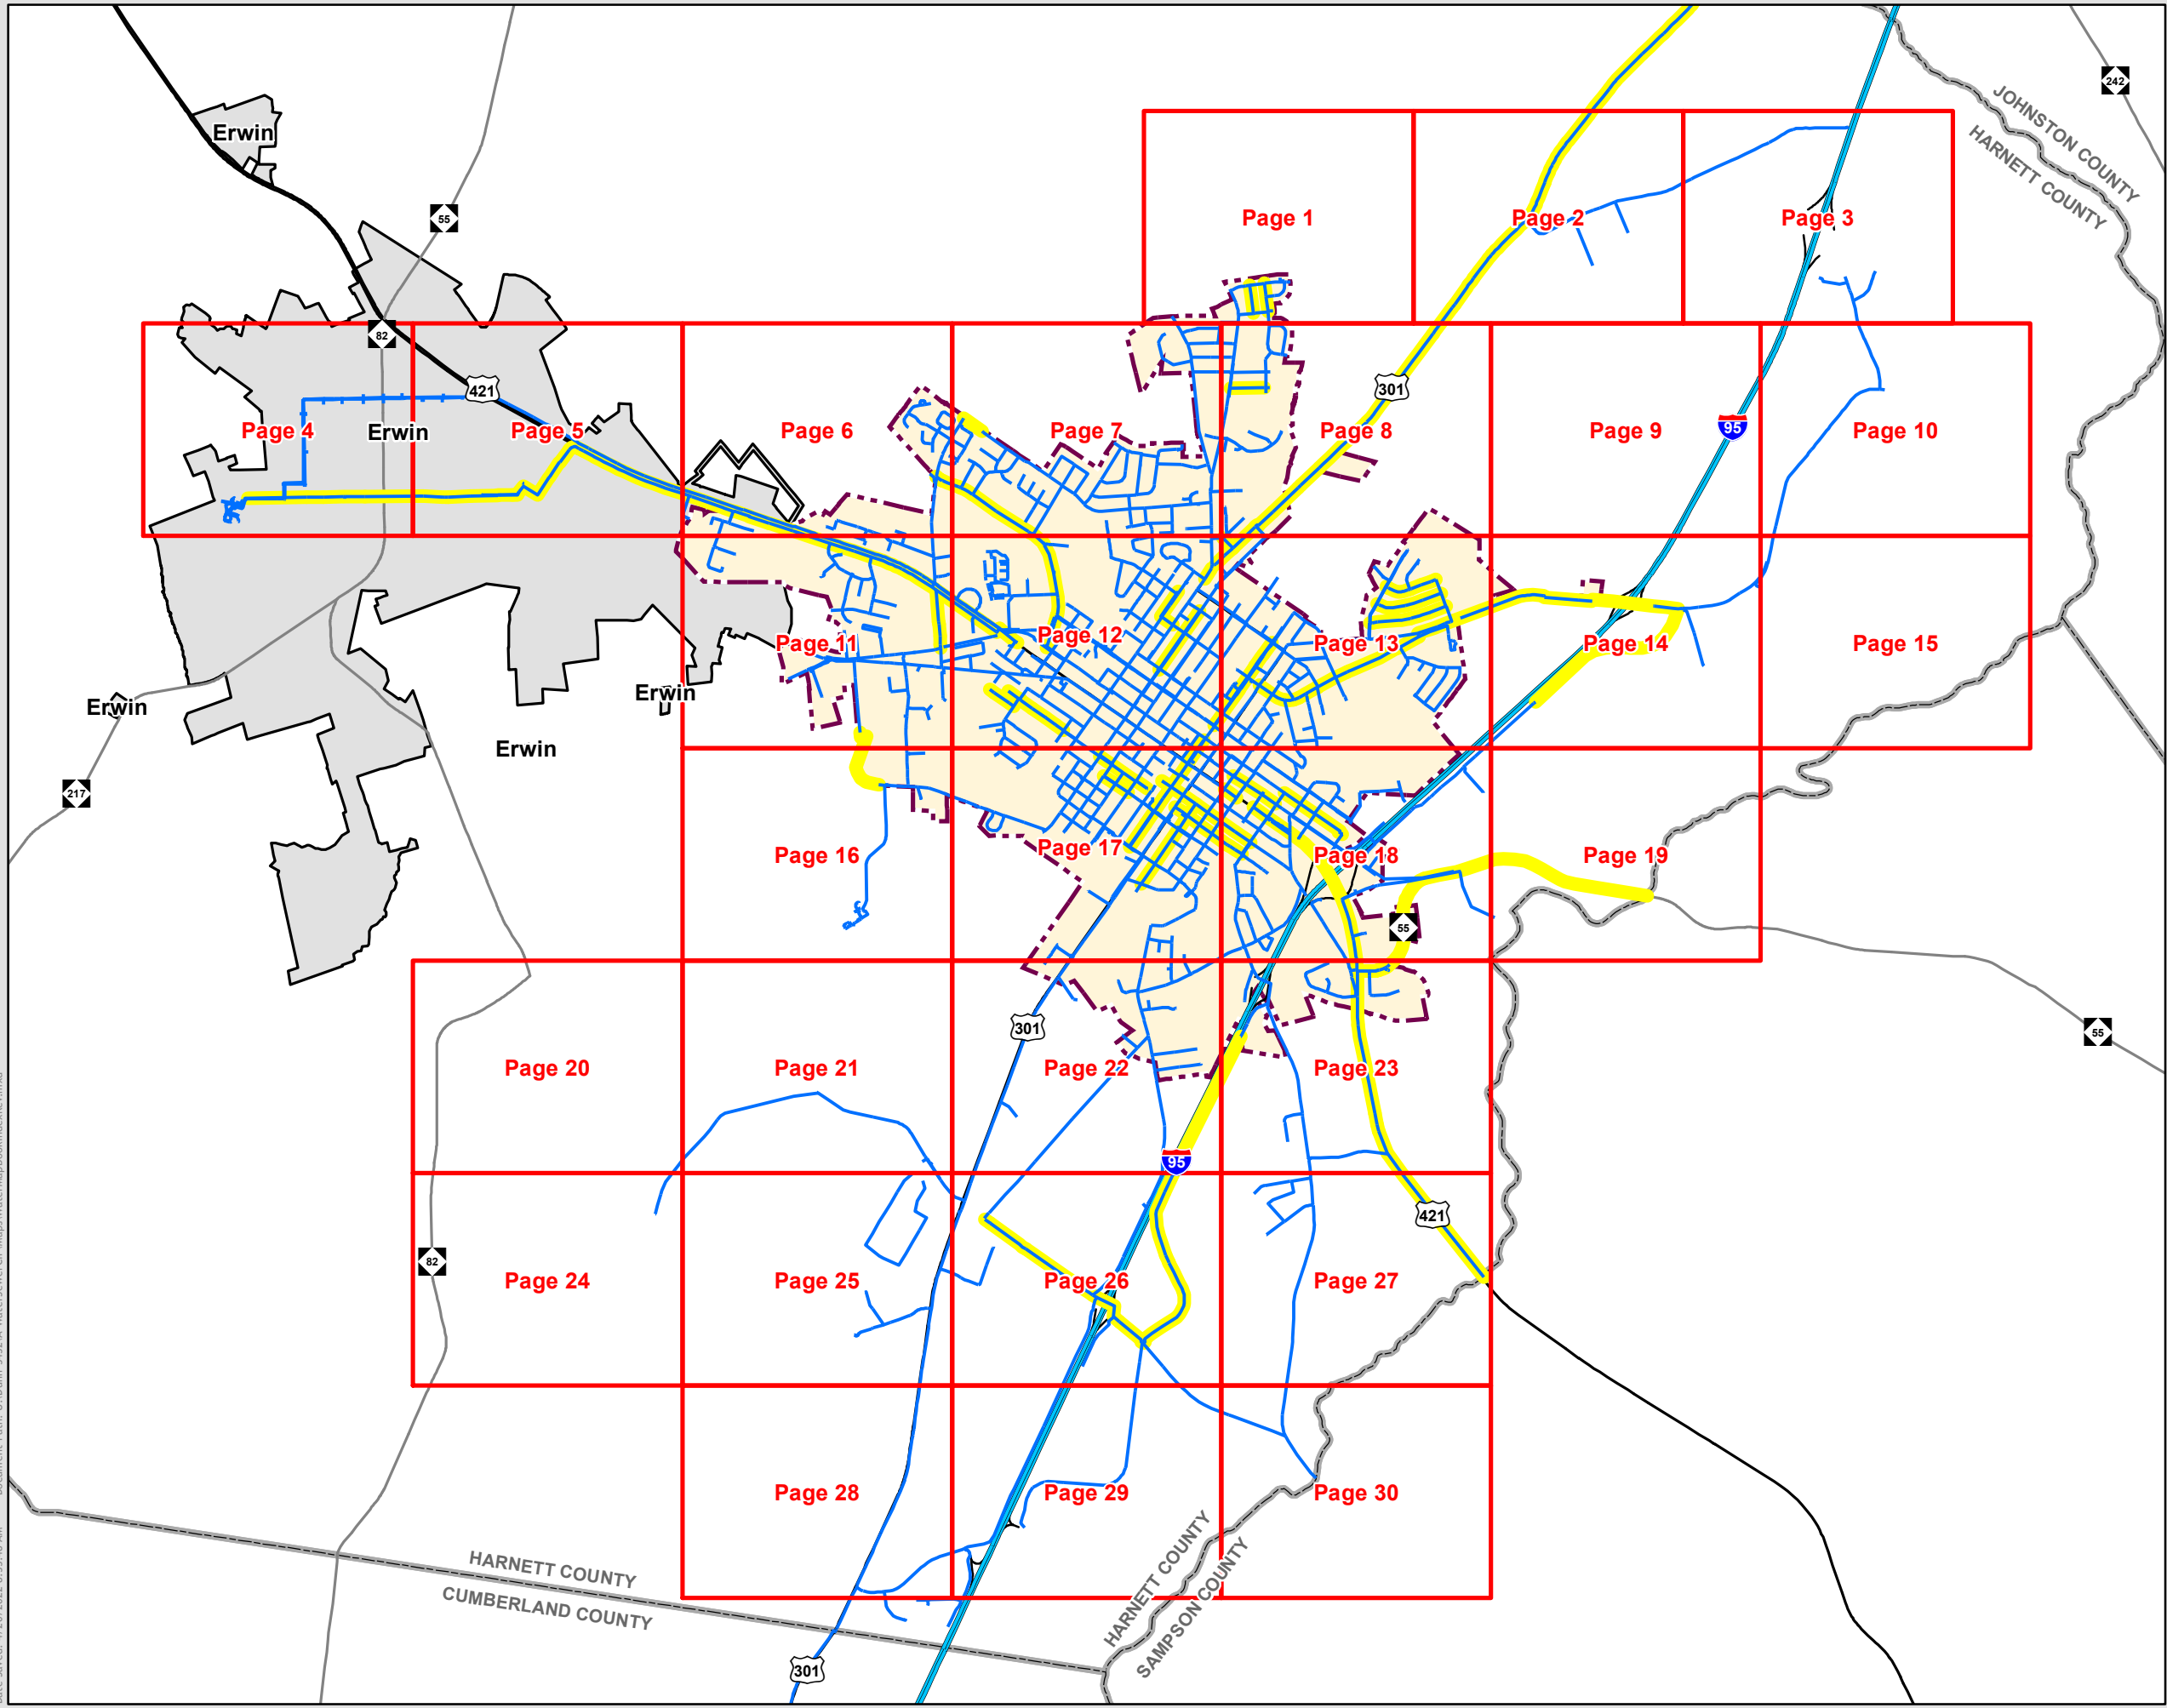 242
JOHNSTON COUNTY
HARNETT COUNTY
Erwin
55
Page 1
Page 2
Page 3
82
421
301
95
Page 4
Erwin
Page 5
Page 6
Page 7
Page 8
Page 9
Page 10
Page 11
Page 12
Page 13
Page 14
Page 15
Erwin
Erwin
Erwin
217
Page 16
Page 17
Page 18
Page 19
55
301
55
Page 20
Page 21
Page 22
Page 23
95
421
82
Page 24
Page 25
Page 26
Page 27
Page 28
Page 29
Page 30
HARNETT COUNTY
CUMBERLAND COUNTY
HARNETT COUNTY
SAMPSON COUNTY
301